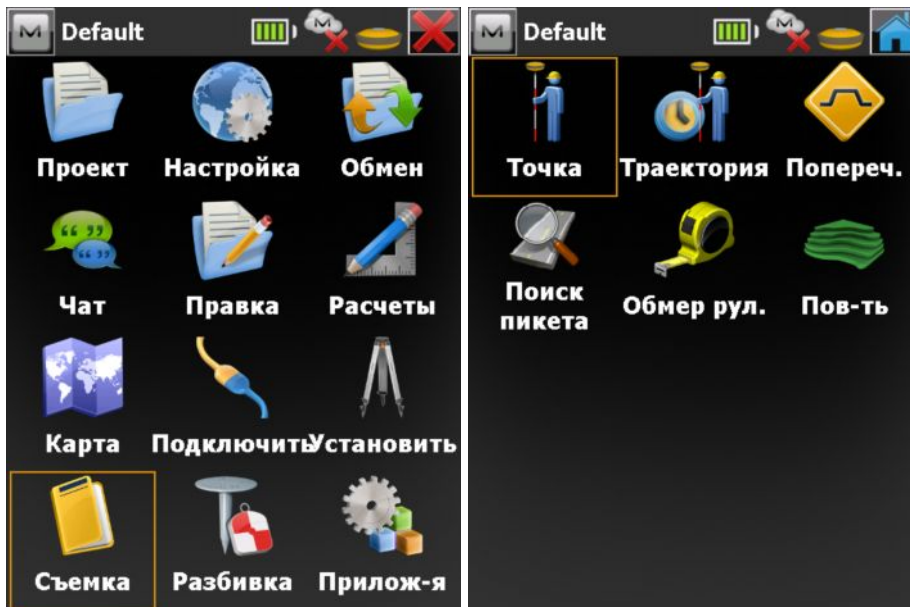 Default
Проект Настройка Обмен
Чат Правка Расчеты
Карта Подключить Установить
Съемка Разбивка Прилож-я
Default
Точка Траектория Попереч.
Поиск пикета Обмер рул. Пов-ть